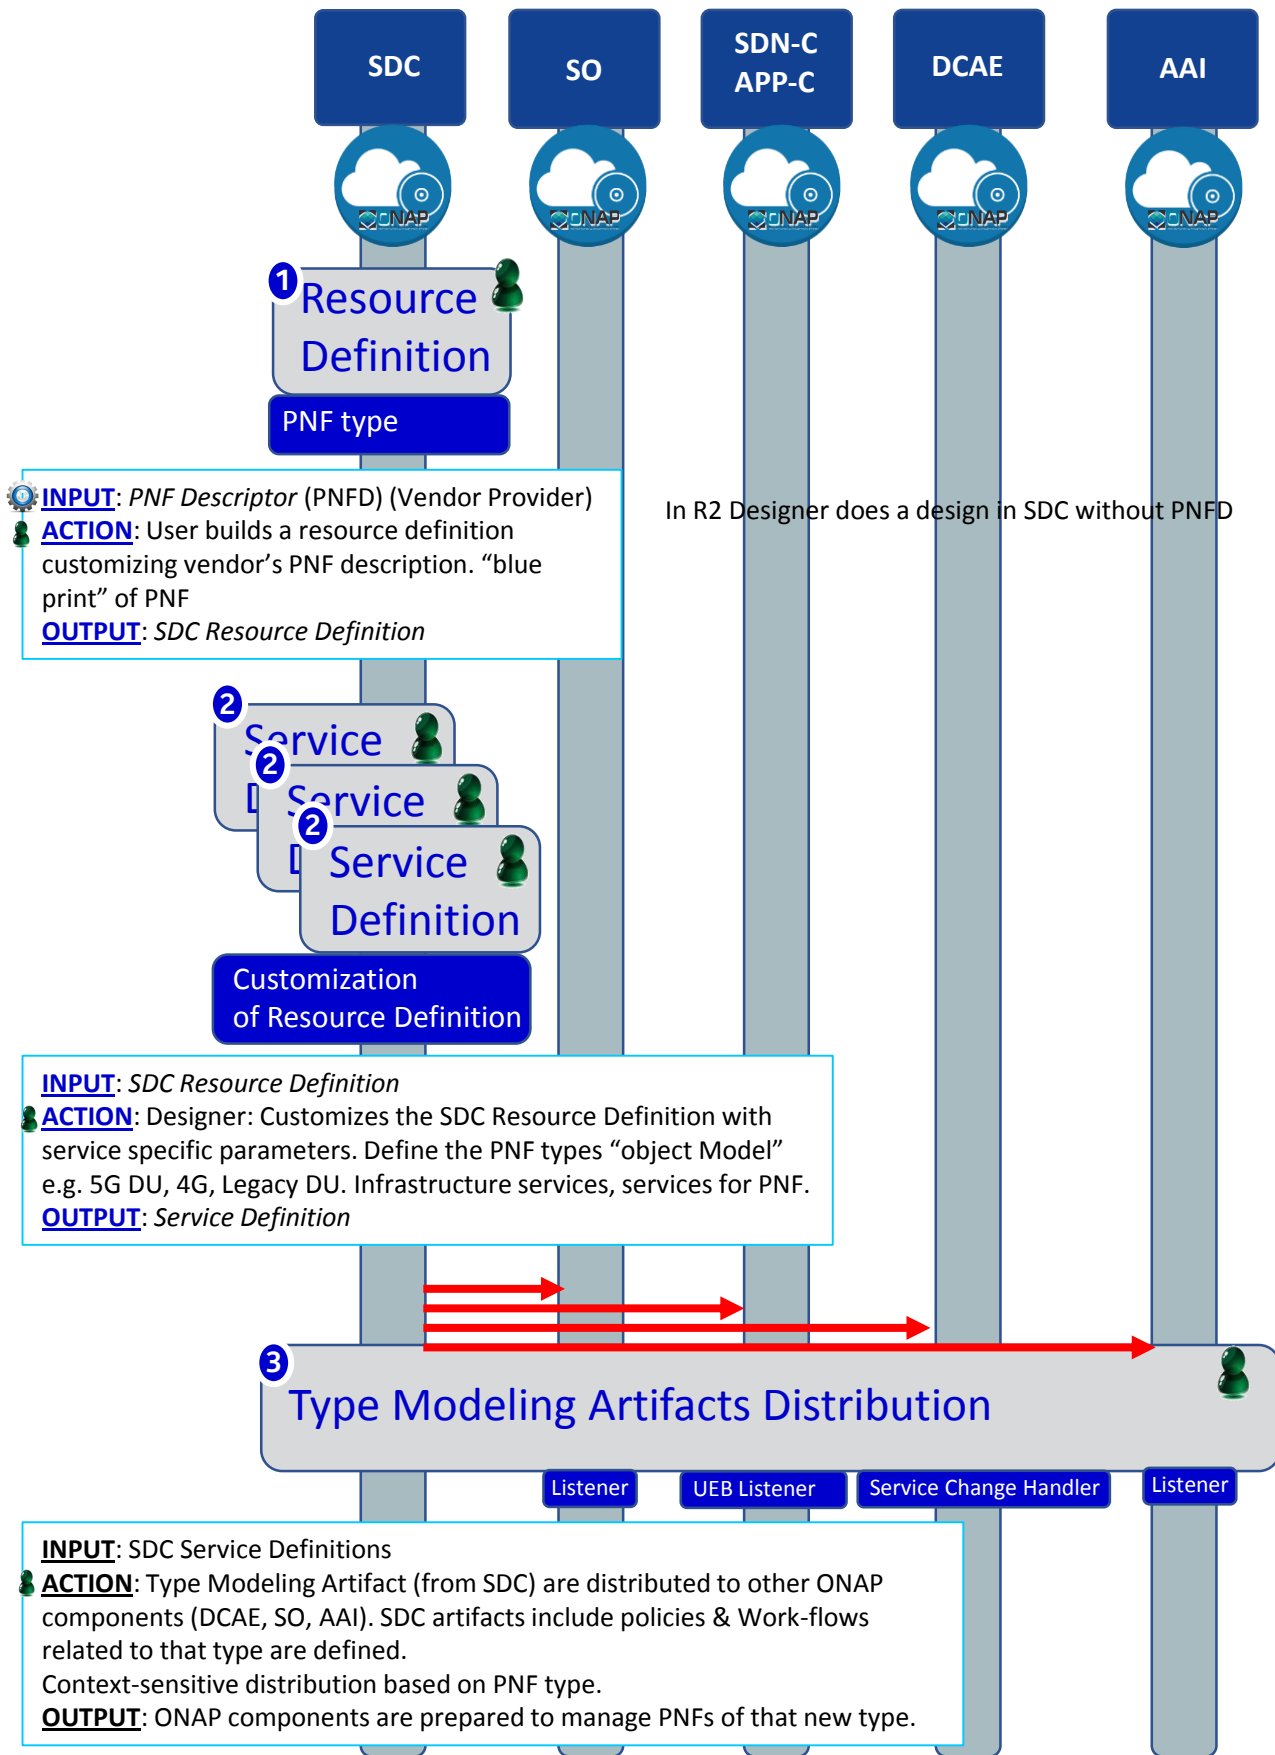 SDC
SO
SDN-C
APP-C
DCAE
AAI
ONAP
ONAP
ONAP
ONAP
ONAP
1
Resource
Definition
PNF type
INPUT: PNF Descriptor (PNFD) (Vendor Provider)
ACTION: User builds a resource definition
customizing vendor’s PNF description. “blue
print” of PNF
OUTPUT: SDC Resource Definition
In R2 Designer does a design in SDC without PNFD
2
Service
D
2
Service
D
2
Service
Definition
Customization
of Resource Definition
INPUT: SDC Resource Definition
ACTION: Designer: Customizes the SDC Resource Definition with
service specific parameters. Define the PNF types “object Model”
e.g. 5G DU, 4G, Legacy DU. Infrastructure services, services for PNF.
OUTPUT: Service Definition
3
Type Modeling Artifacts Distribution
Listener
UEB Listener
Service Change Handler
Listener
INPUT: SDC Service Definitions
ACTION: Type Modeling Artifact (from SDC) are distributed to other ONAP
components (DCAE, SO, AAI). SDC artifacts include policies & Work-flows
related to that type are defined.
Context-sensitive distribution based on PNF type.
OUTPUT: ONAP components are prepared to manage PNFs of that new type.